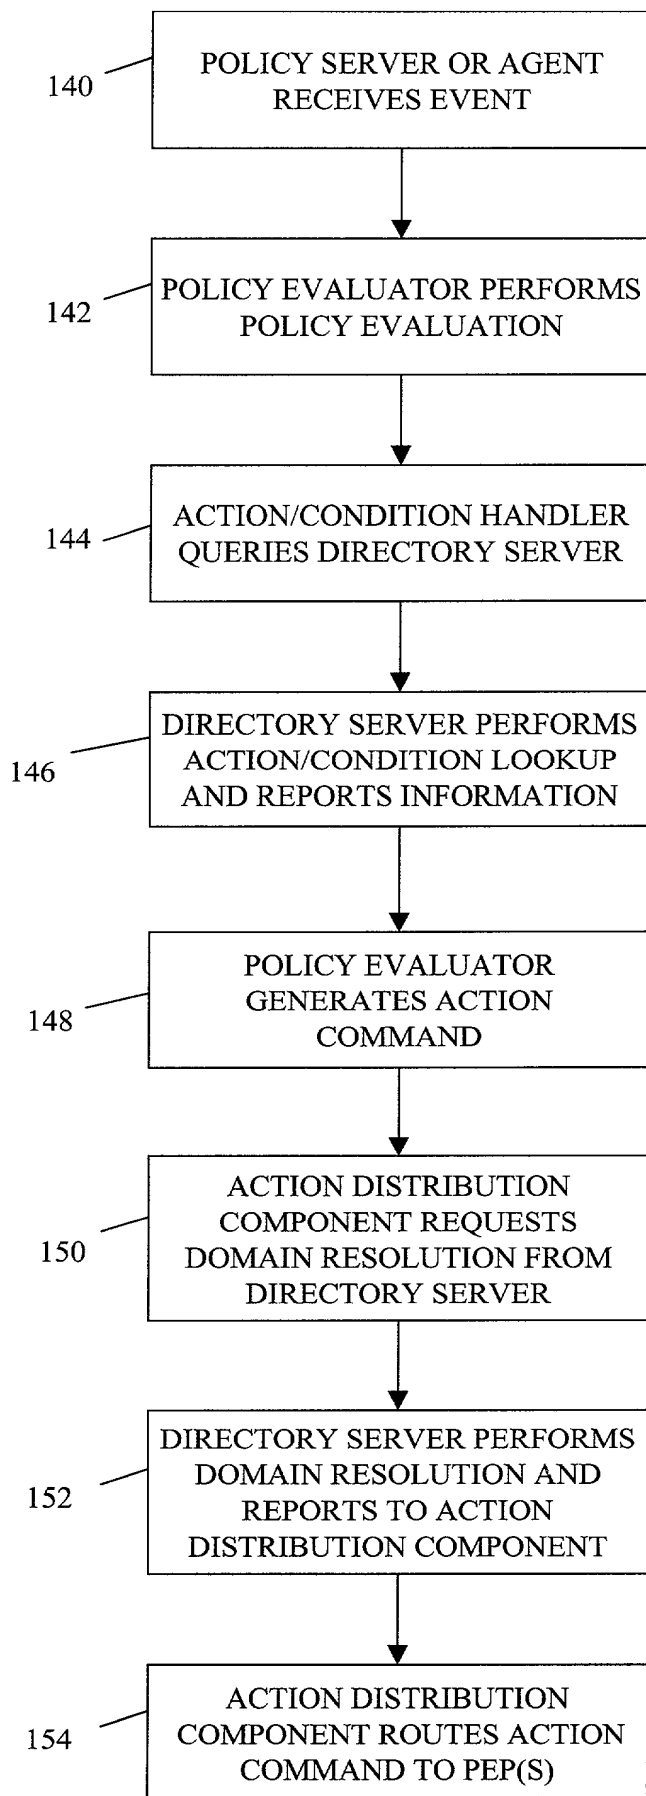 140
POLICY SERVER OR AGENT
RECEIVES EVENT
142
POLICY EVALUATOR PERFORMS
POLICY EVALUATION
144
ACTION/CONDITION HANDLER
QUERIES DIRECTORY SERVER
146
DIRECTORY SERVER PERFORMS
ACTION/CONDITION LOOKUP
AND REPORTS INFORMATION
148
POLICY EVALUATOR
GENERATES ACTION
COMMAND
150
ACTION DISTRIBUTION
COMPONENT REQUESTS
DOMAIN RESOLUTION FROM
DIRECTORY SERVER
152
DIRECTORY SERVER PERFORMS
DOMAIN RESOLUTION AND
REPORTS TO ACTION
DISTRIBUTION COMPONENT
154
ACTION DISTRIBUTION
COMPONENT ROUTES ACTION
COMMAND TO PEP(S)